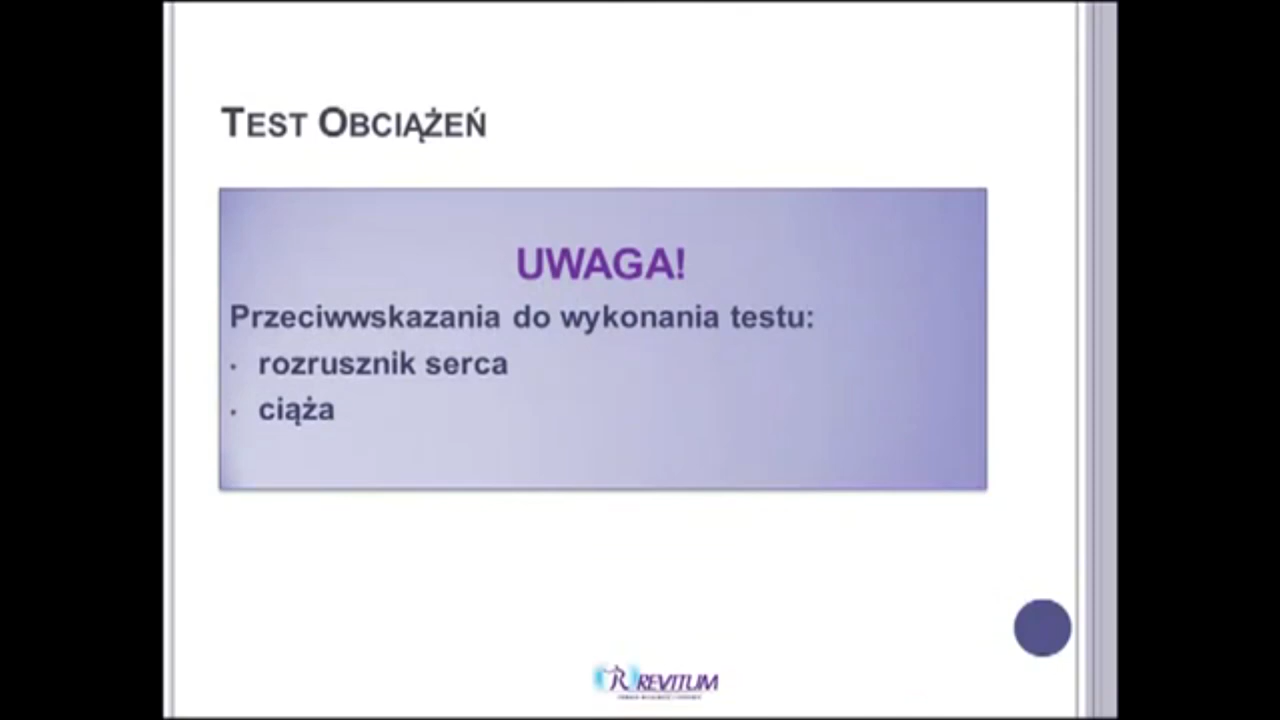 TEST OBCIĄŻEŃ
UWAGA!
Przeciwwskazania do wykonania testu:
· rozrusznik serca
· ciąża
REVITUM